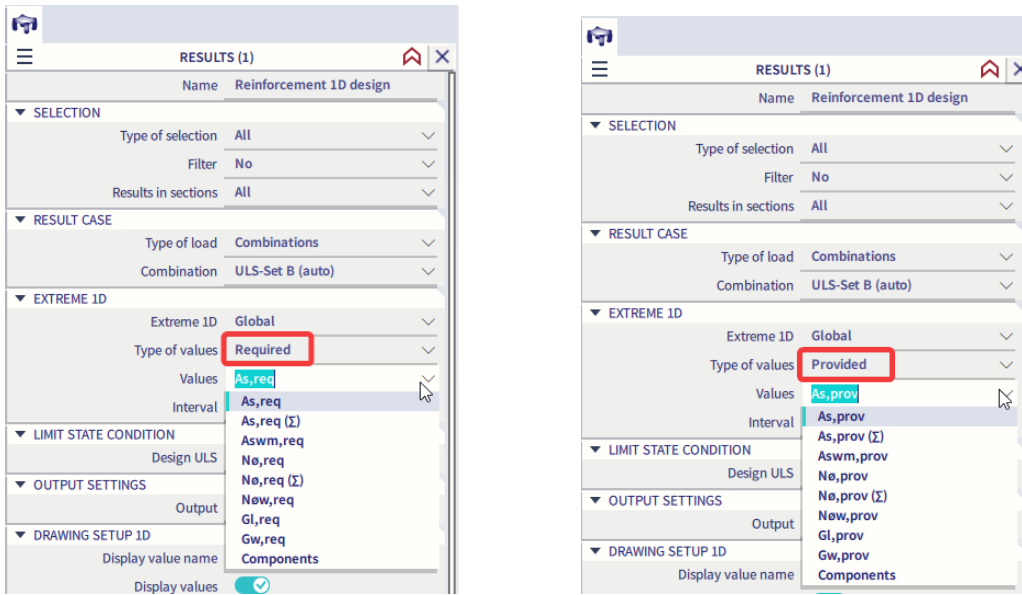 RESULTS (1)
Name Reinforcement 1D design
SELECTION
Type of selection All
Filter No
Results in sections All
RESULT CASE
Type of load Combinations
Combination ULS-Set B (auto)
EXTREME 1D
Extreme 1D Global
Type of values Required
Values As,req
Interval
As,req
As,req (Σ)
Aswm,req
Nø,req
Nø,req (Σ)
Nøw,req
Gl,req
Gw,req
Components
LIMIT STATE CONDITION
Design ULS
OUTPUT SETTINGS
Output
DRAWING SETUP 1D
Display value name
Display values
RESULTS (1)
Name Reinforcement 1D design
SELECTION
Type of selection All
Filter No
Results in sections All
RESULT CASE
Type of load Combinations
Combination ULS-Set B (auto)
EXTREME 1D
Extreme 1D Global
Type of values Provided
Values As,prov
Interval
As,prov
As,prov (Σ)
Aswm,prov
Nø,prov
Nø,prov (Σ)
Nøw,prov
Gl,prov
Gw,prov
Components
LIMIT STATE CONDITION
Design ULS
OUTPUT SETTINGS
Output
DRAWING SETUP 1D
Display value name